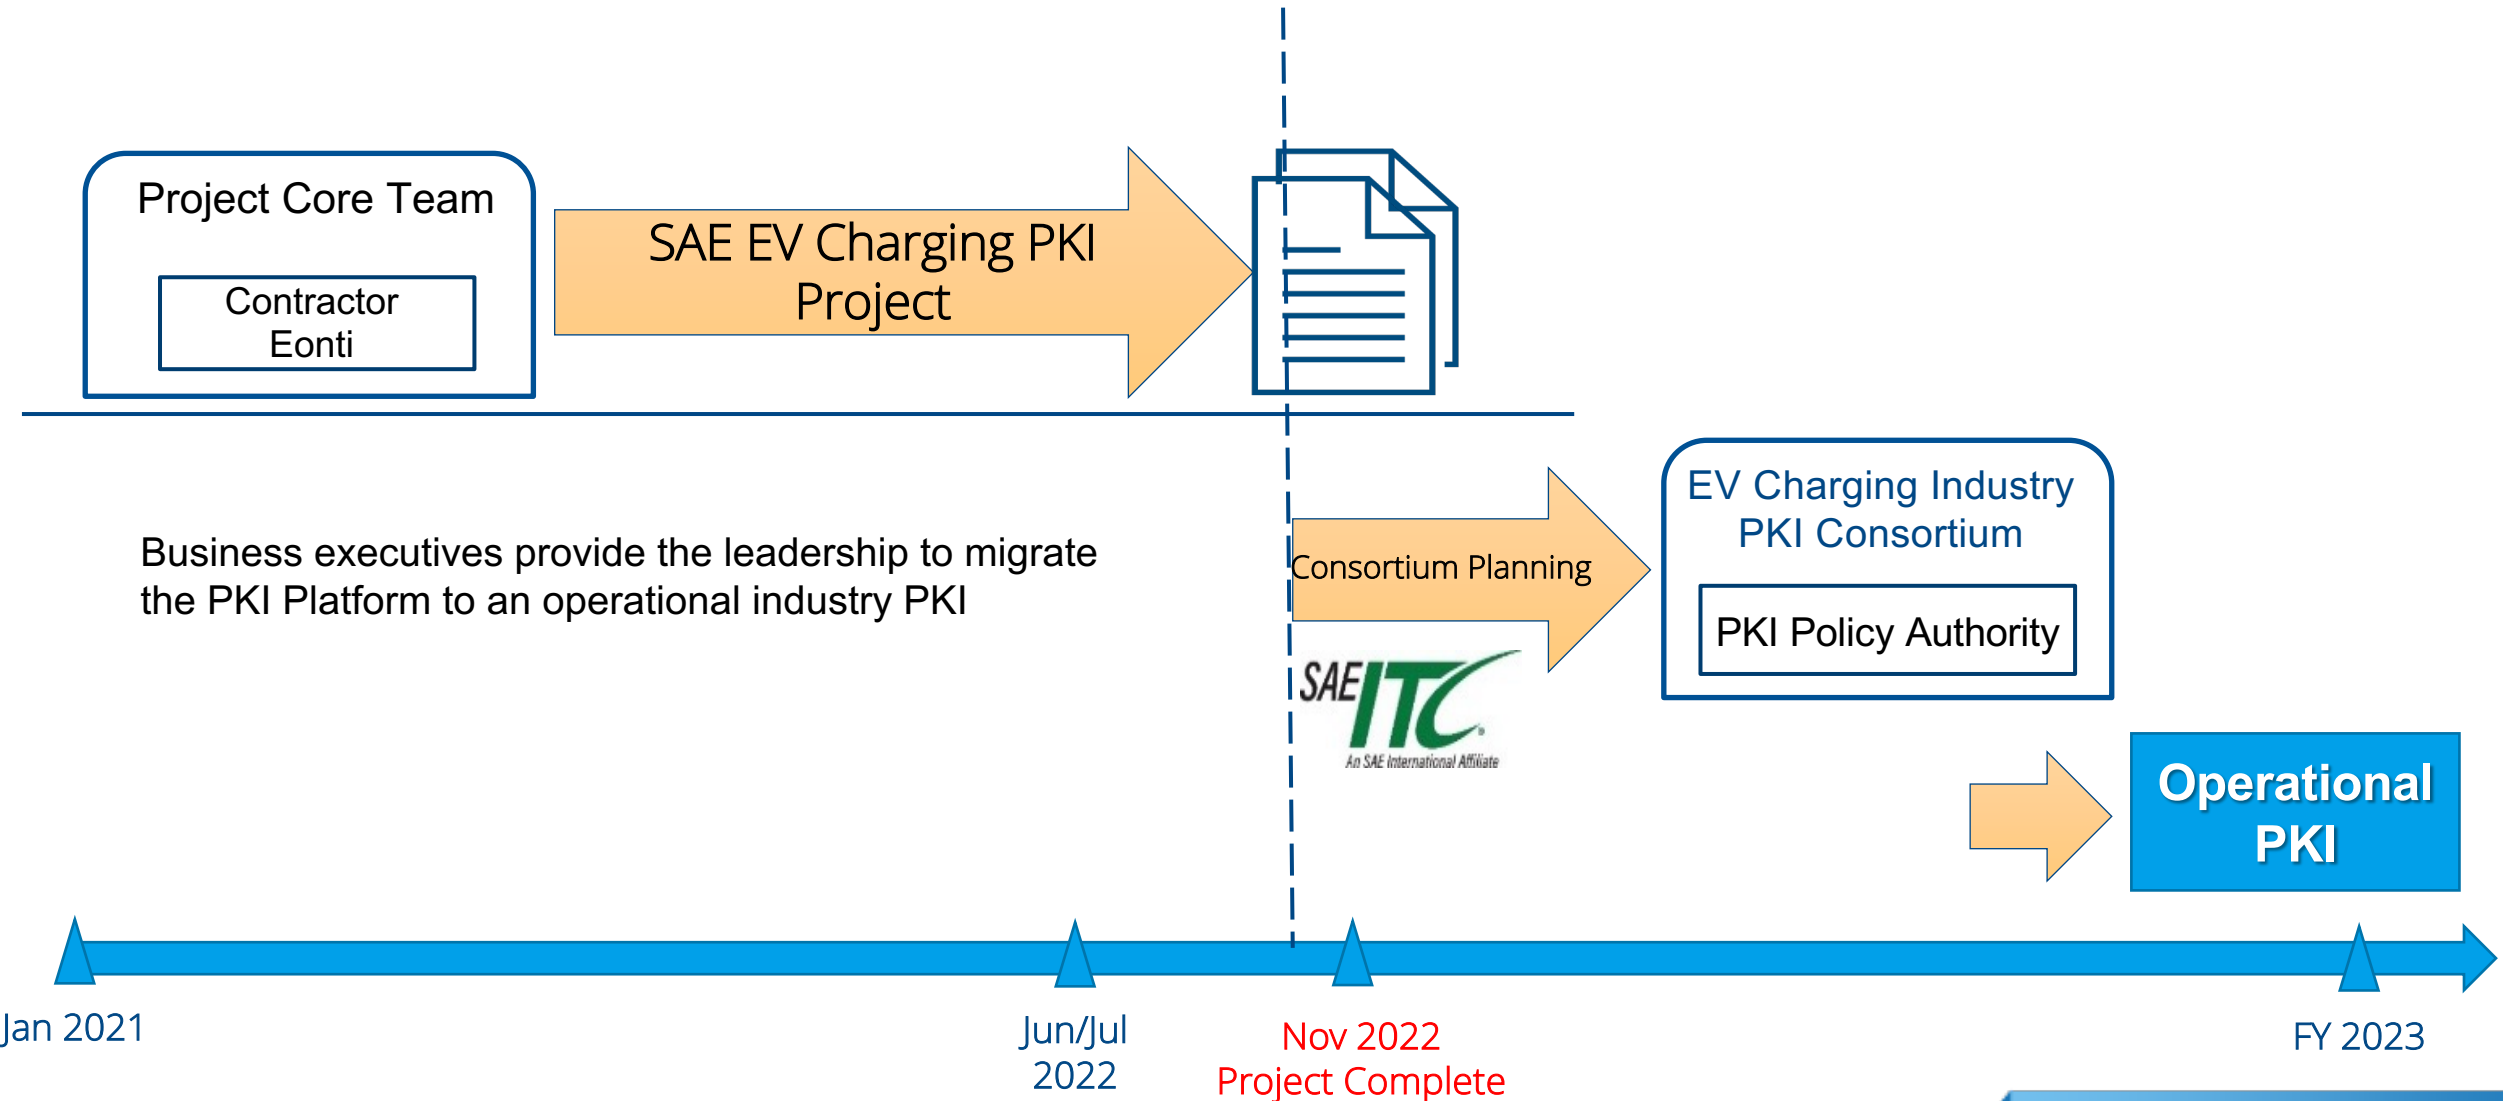 Project Core Team
Contractor
Eonti
SAE EV Charging PKI
Project
Business executives provide the leadership to migrate
the PKI Platform to an operational industry PKI
Consortium Planning
EV Charging Industry
PKI Consortium
PKI Policy Authority
SAE ITC
An SAE International Affiliate
Operational
PKI
Jan 2021
Jun/Jul
2022
Nov 2022
Project Complete
FY 2023